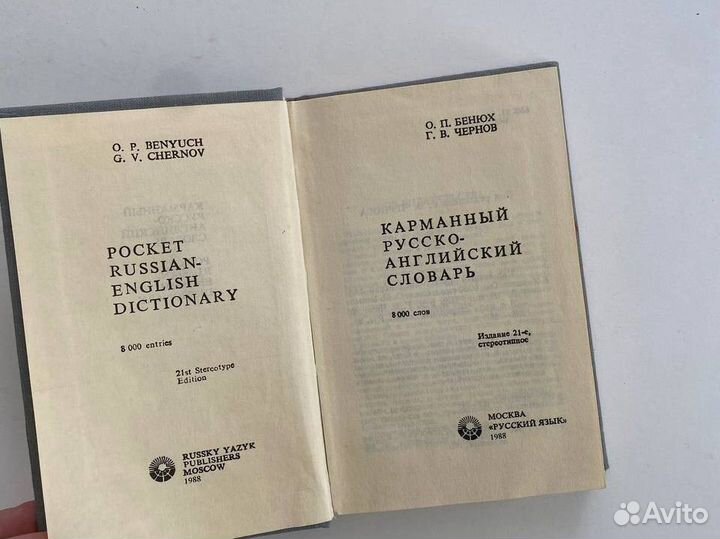 O. P. BENYUCH
G. V. CHERNOV
POCKET
RUSSIAN-
ENGLISH
DICTIONARY
8 000 entries
21st Stereotype
Edition
RUSSKY YAZYK
PUBLISHERS
MOSCOW
1988
О. П. БЕНЮХ
Г. В. ЧЕРНОВ
КАРМАННЫЙ
РУССКО-
АНГЛИЙСКИЙ
СЛОВАРЬ
8 000 слов
Издание 21-е,
стереотипное
МОСКВА
«РУССКИЙ ЯЗЫК»
1988
Avito